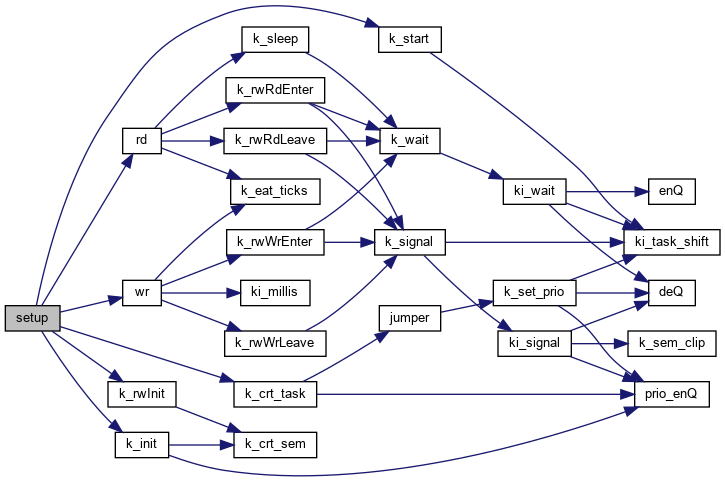 k_sleep
k_start
k_rwRdEnter
rd
k_rwRdLeave
k_wait
k_eat_ticks
ki_wait
enQ
k_rwWrEnter
k_signal
ki_task_shift
wr
ki_millis
k_set_prio
deQ
setup
jumper
k_rwWrLeave
ki_signal
k_sem_clip
k_rwInit
k_crt_task
prio_enQ
k_init
k_crt_sem